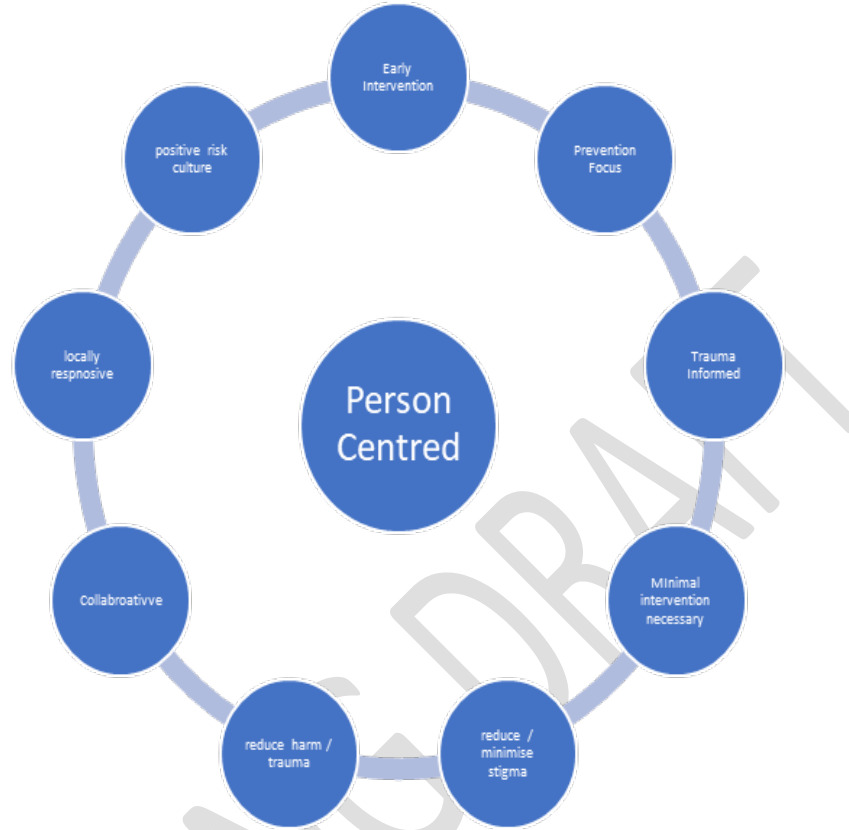 Early
Intervention
Prevention
Focus
Trauma
Informed
MInimal
intervention
necessary
reduce /
minimise
stigma
reduce harm /
trauma
Collabroativve
locally
respnosive
positive risk
culture
Person
Centred
G DRAFT